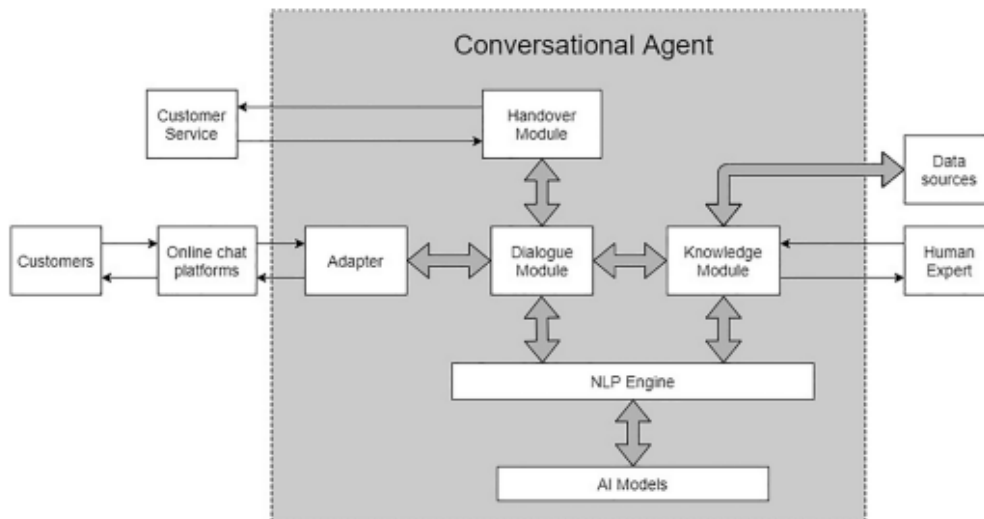 Conversational Agent
Customer
Service
Handover
Module
Data
sources
Customers
Online chat
platforms
Adapter
Dialogue
Module
Knowledge
Module
Human
Expert
NLP Engine
AI Models